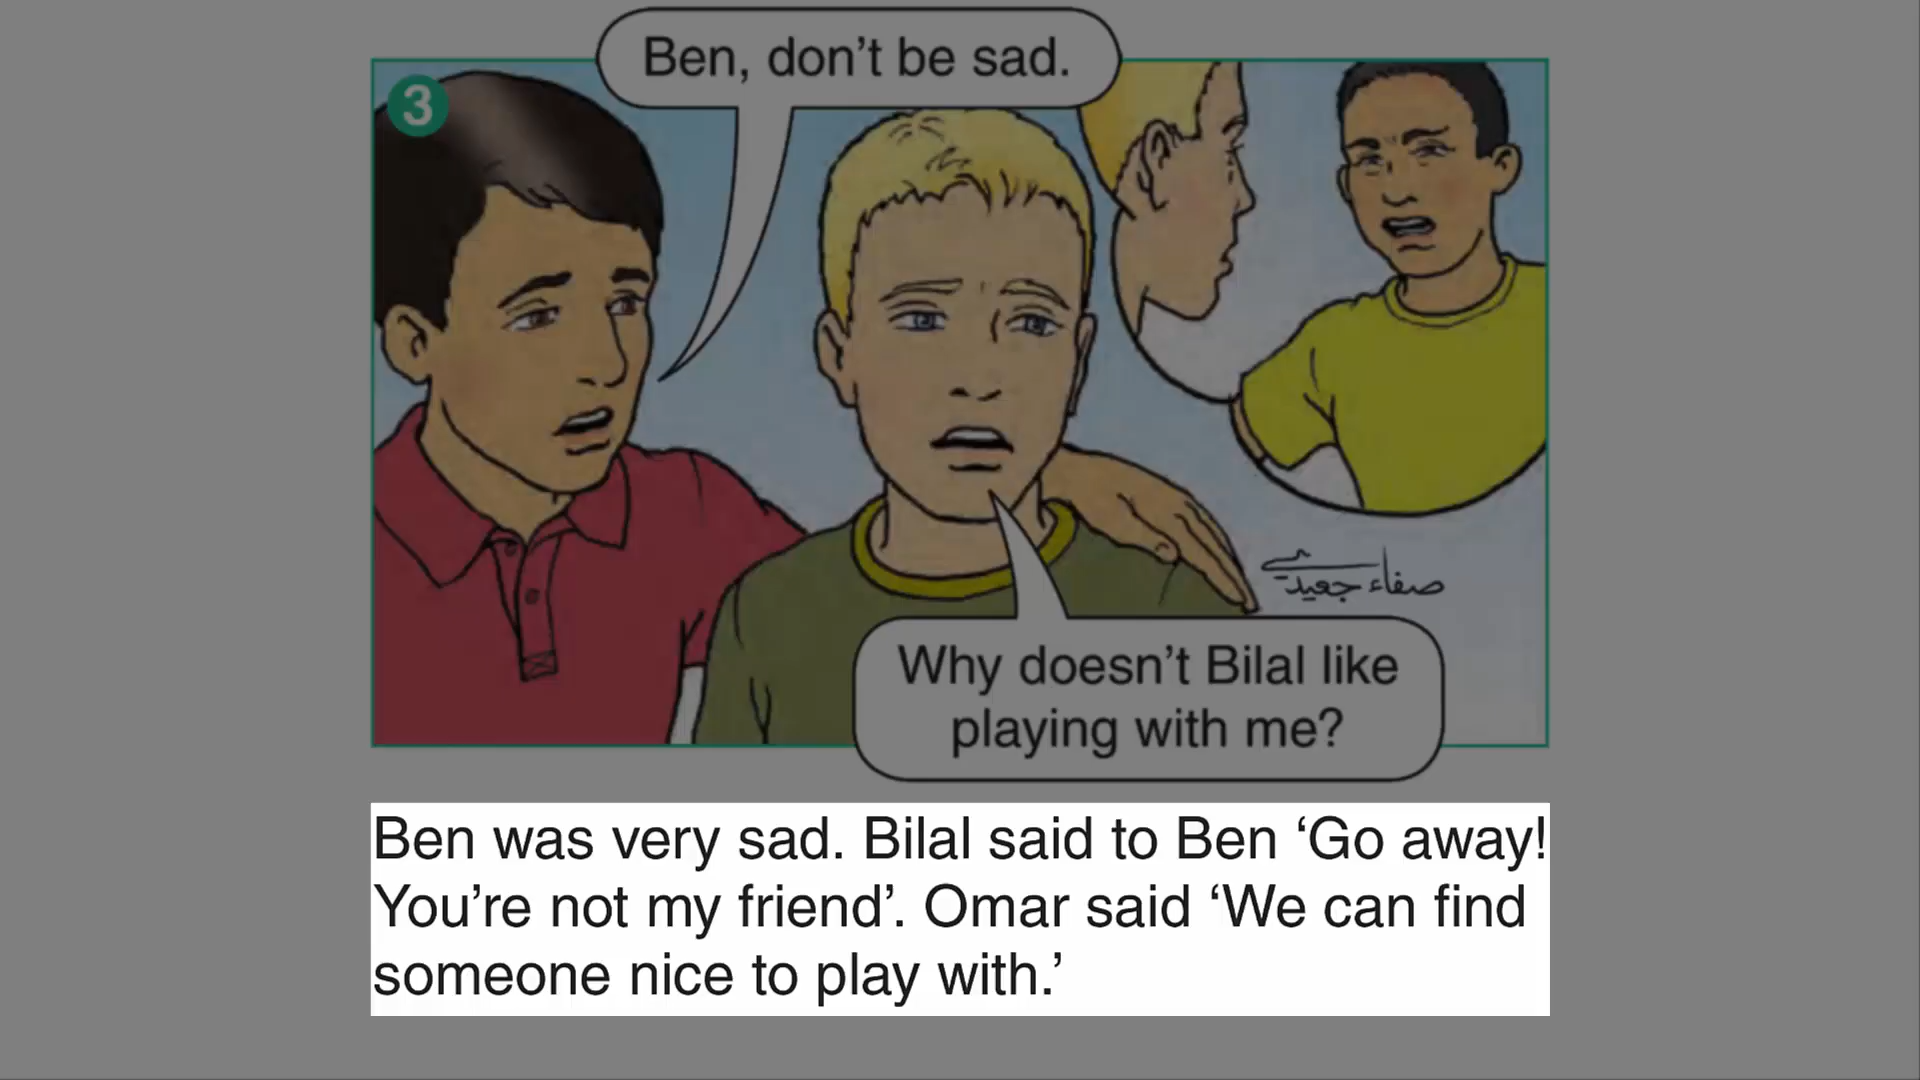 Ben, don't be sad.
3
صفاء جعيدي
Why doesn't Bilal like
playing with me?
Ben was very sad. Bilal said to Ben ‘Go away!
You’re not my friend’. Omar said ‘We can find
someone nice to play with.’